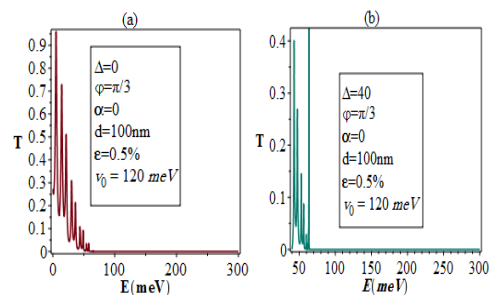 (a)
0.9
0.8
0.7
0.6
0.5
T
0.4
0.3
0.2
0.1
0
Δ=0
φ=π/3
α=0
d=100nm
ε=0.5%
v₀ = 120 meV
0 100 200 300
E(meV)
(b)
0.4
0.3
0.2
T
0.1
0
Δ=40
φ=π/3
α=0
d=100nm
ε=0.5%
v₀ = 120 meV
50 100 150 200 250 300
E(meV)